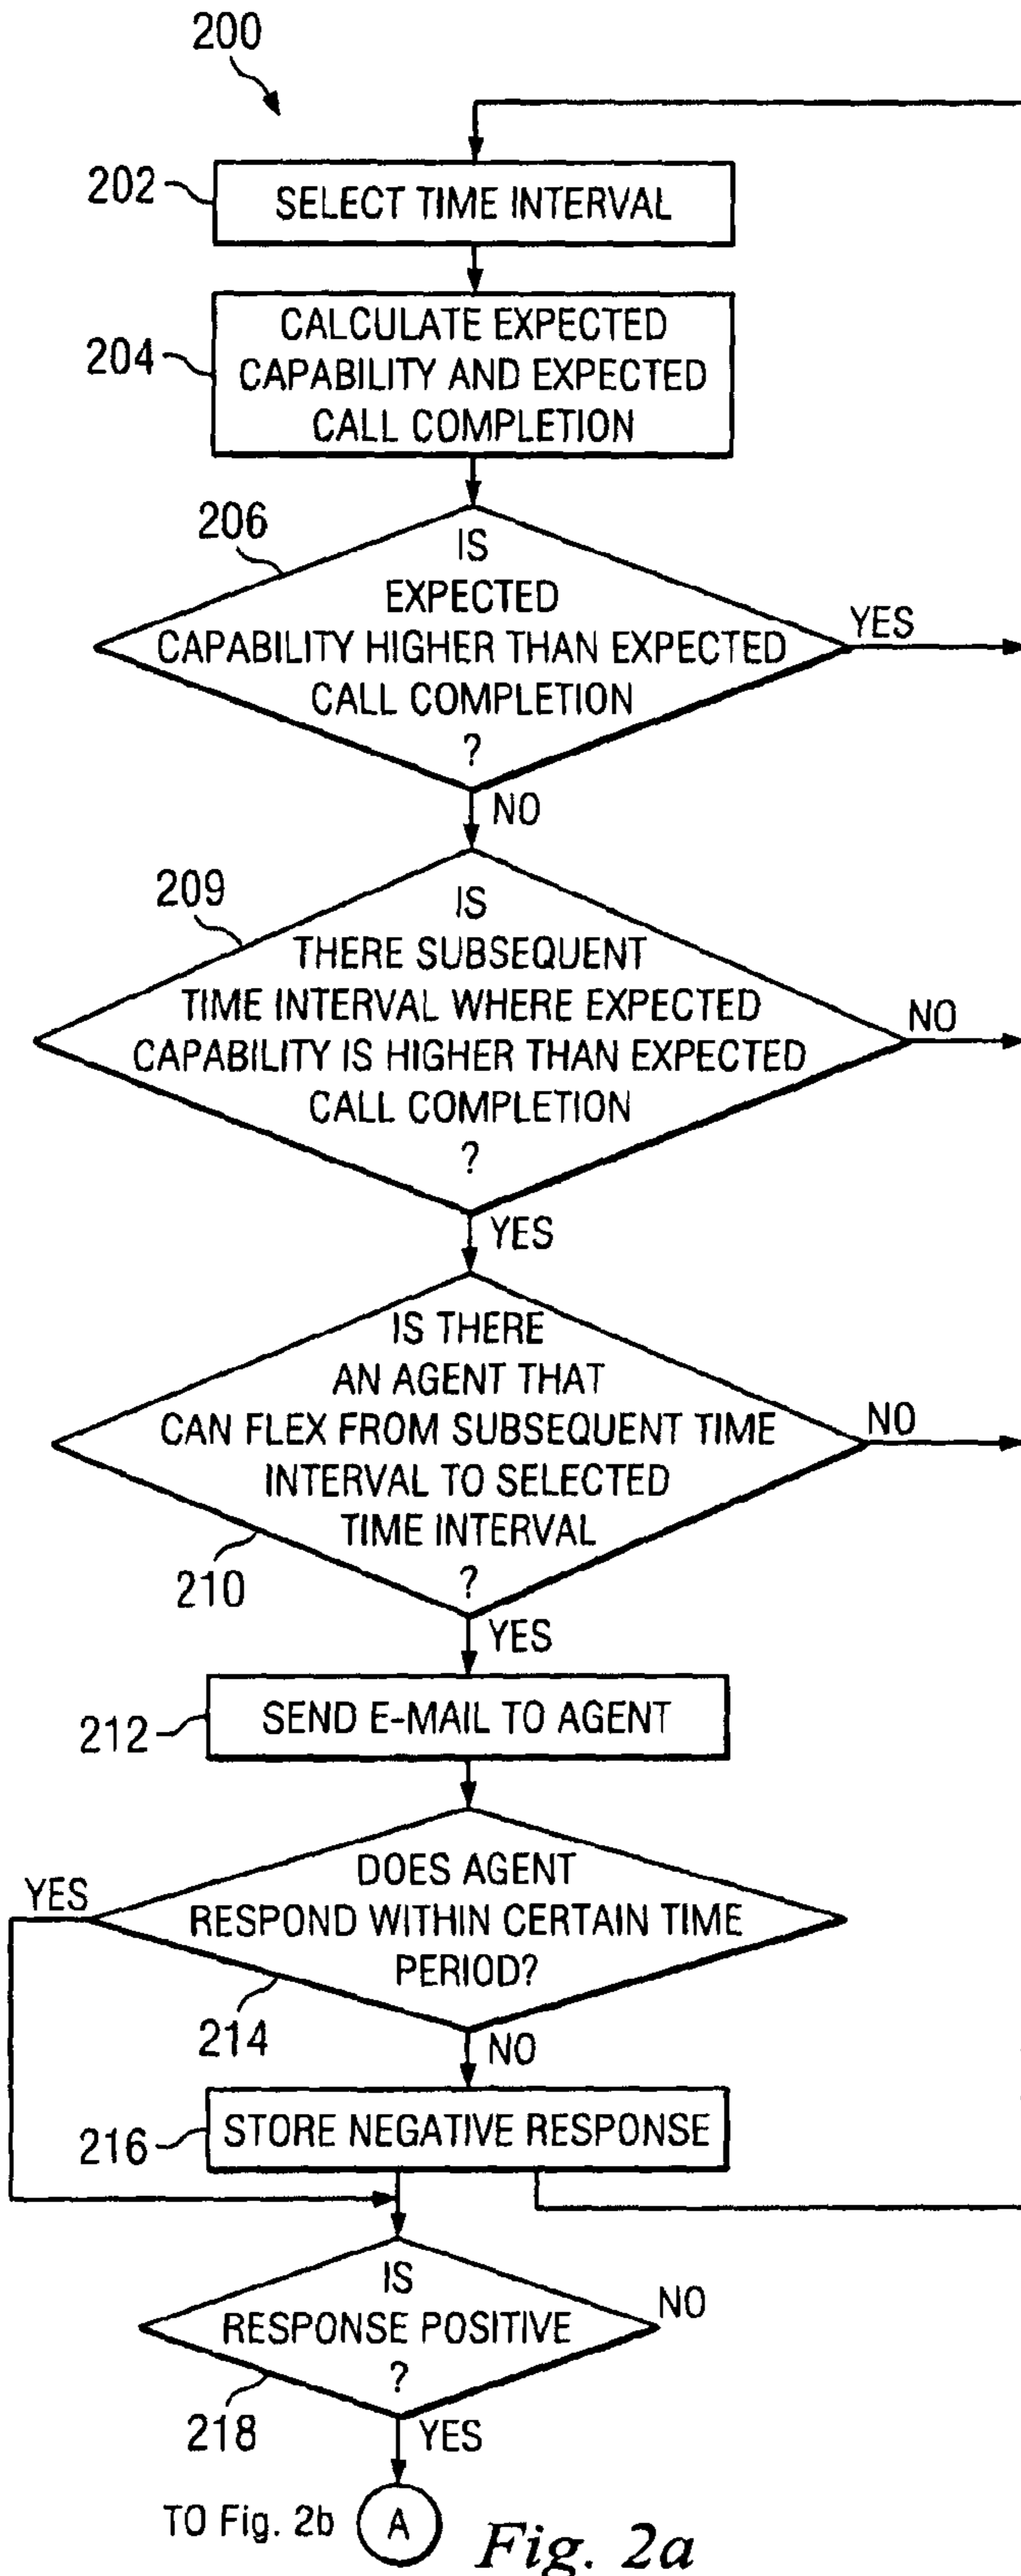 200
202
SELECT TIME INTERVAL
204
CALCULATE EXPECTED
CAPABILITY AND EXPECTED
CALL COMPLETION
206
IS
EXPECTED
CAPABILITY HIGHER THAN EXPECTED
CALL COMPLETION
?
YES
NO
209
IS
THERE SUBSEQUENT
TIME INTERVAL WHERE EXPECTED
CAPABILITY IS HIGHER THAN EXPECTED
CALL COMPLETION
?
NO
YES
IS THERE
AN AGENT THAT
CAN FLEX FROM SUBSEQUENT TIME
INTERVAL TO SELECTED
TIME INTERVAL
?
NO
210
YES
212
SEND E-MAIL TO AGENT
YES
DOES AGENT
RESPOND WITHIN CERTAIN TIME
PERIOD?
214
NO
216
STORE NEGATIVE RESPONSE
IS
RESPONSE POSITIVE
?
NO
218
YES
TO Fig. 2b
A
Fig. 2a